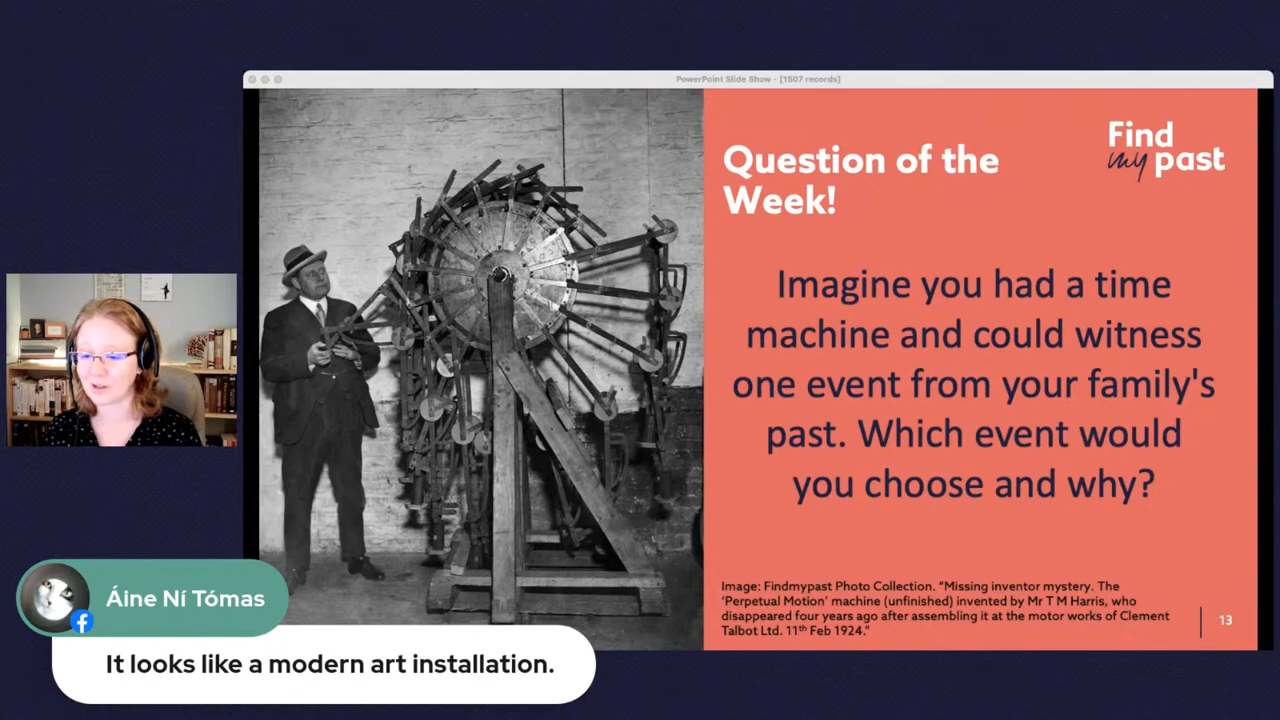 PowerPoint Slide Show - [1507 records]
Find
my past
Question of the
Week!
Imagine you had a time
machine and could witness
one event from your family's
past. Which event would
you choose and why?
Image: Findmypast Photo Collection. “Missing inventor mystery. The
‘Perpetual Motion’ machine (unfinished) invented by Mr T M Harris, who
disappeared four years ago after assembling it at the motor works of Clement
Talbot Ltd. 11th Feb 1924.”
13
Áine Ní Tómas
It looks like a modern art installation.